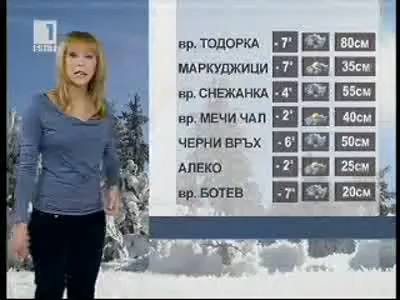 1
вр. ТОДОРКА -7° 80см
МАРКУДЖИЦИ -7° 35см
вр. СНЕЖАНКА -4° 55см
вр. МЕЧИ ЧАЛ -2° 40см
ЧЕРНИ ВРЪХ -6° 50см
АЛЕКО -2° 25см
вр. БОТЕВ -7° 20см